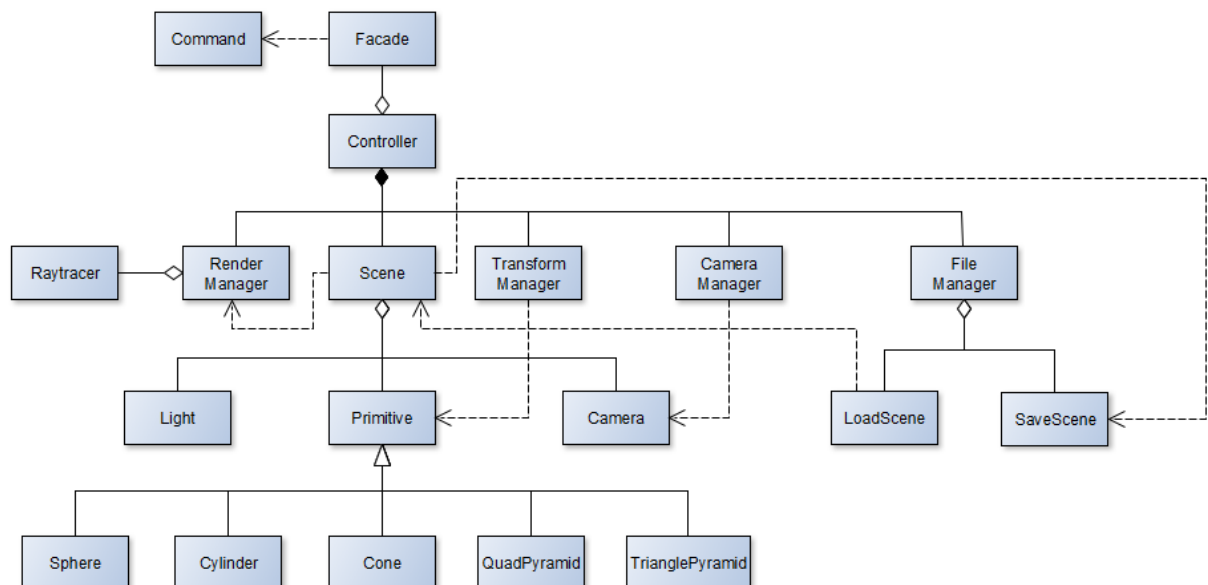 Command
Facade
Controller
Raytracer
Render
Manager
Scene
Transform
Manager
Camera
Manager
File
Manager
Light
Primitive
Camera
LoadScene
SaveScene
Sphere
Cylinder
Cone
QuadPyramid
TrianglePyramid